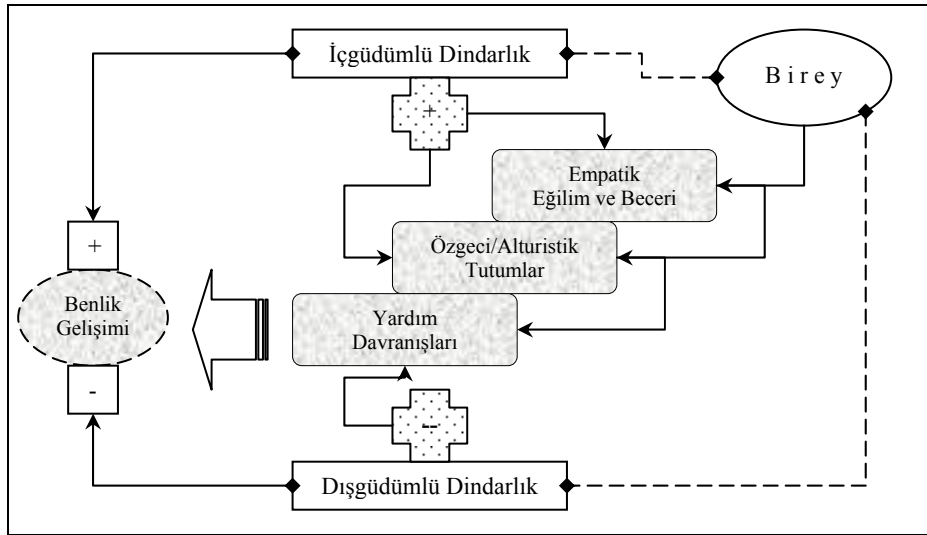 İçgüdümlü Dindarlık
B i r e y
+
Empatik
Eğilim ve Beceri
+
Özgeci/Alturistik
Tutumlar
Benlik
Gelişimi
Yardım
Davranışları
-
--
Dışgüdümlü Dindarlık